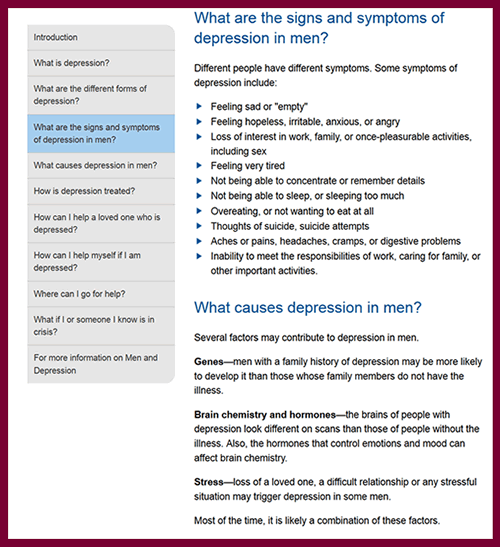 Introduction
What is depression?
What are the different forms of
depression?
What are the signs and symptoms
of depression in men?
What causes depression in men?
How is depression treated?
How can I help a loved one who is
depressed?
How can I help myself if I am
depressed?
Where can I go for help?
What if I or someone I know is in
crisis?
For more information on Men and
Depression
What are the signs and symptoms of
depression in men?
Different people have different symptoms. Some symptoms of
depression include:
Feeling sad or "empty"
Feeling hopeless, irritable, anxious, or angry
Loss of interest in work, family, or once-pleasurable activities,
including sex
Feeling very tired
Not being able to concentrate or remember details
Not being able to sleep, or sleeping too much
Overeating, or not wanting to eat at all
Thoughts of suicide, suicide attempts
Aches or pains, headaches, cramps, or digestive problems
Inability to meet the responsibilities of work, caring for family, or
other important activities.
What causes depression in men?
Several factors may contribute to depression in men.
Genes—men with a family history of depression may be more likely
to develop it than those whose family members do not have the
illness.
Brain chemistry and hormones—the brains of people with
depression look different on scans than those of people without the
illness. Also, the hormones that control emotions and mood can
affect brain chemistry.
Stress—loss of a loved one, a difficult relationship or any stressful
situation may trigger depression in some men.
Most of the time, it is likely a combination of these factors.